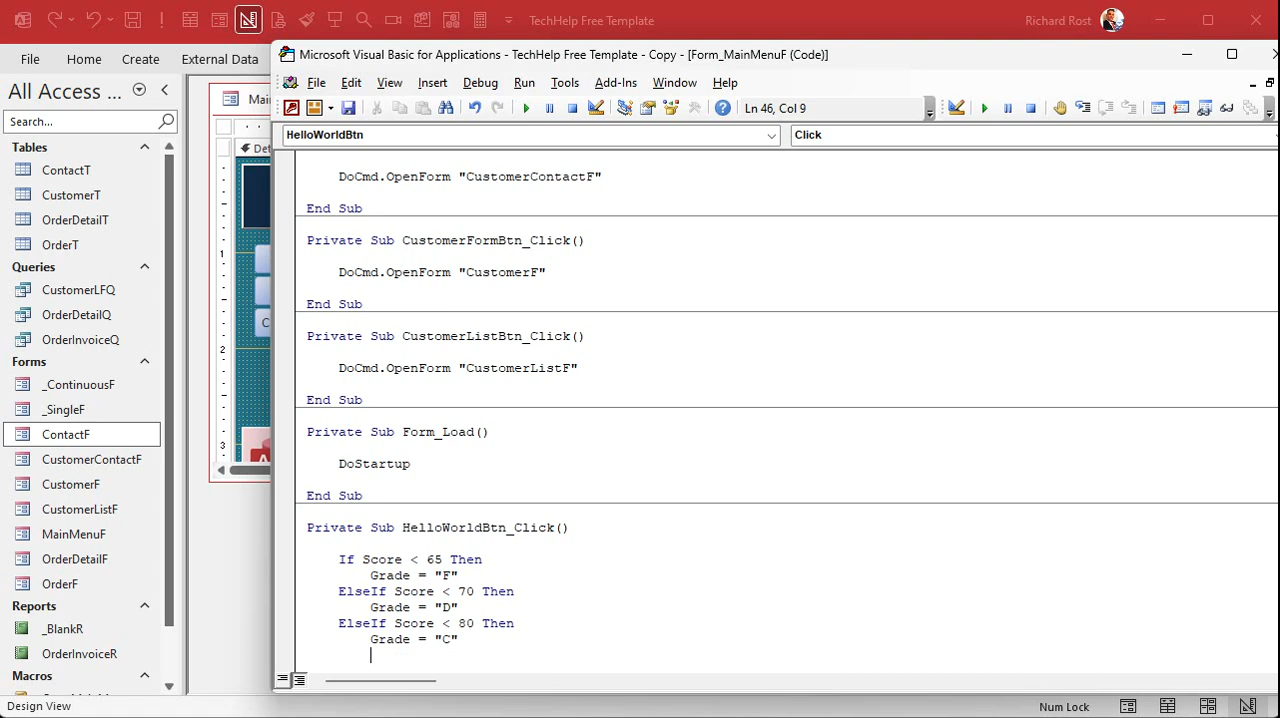 TechHelp Free Template
Richard Rost
File
Home
Create
External Data
Microsoft Visual Basic for Applications - TechHelp Free Template - Copy - [Form_MainMenuF (Code)]
File Edit View Insert Debug Run Tools Add-Ins Window Help
Ln 46, Col 9
HelloWorldBtn
Click
All Access ...
Search...
Tables
ContactT
CustomerT
OrderDetailT
OrderT
Queries
CustomerLFQ
OrderDetailQ
OrderInvoiceQ
Forms
_ContinuousF
_SingleF
ContactF
CustomerContactF
CustomerF
CustomerListF
MainMenuF
OrderDetailF
OrderF
Reports
_BlankR
OrderInvoiceR
Macros
Mai
Det
1
2
3
C
DoCmd.OpenForm "CustomerContactF"
End Sub
Private Sub CustomerFormBtn_Click()
DoCmd.OpenForm "CustomerF"
End Sub
Private Sub CustomerListBtn_Click()
DoCmd.OpenForm "CustomerListF"
End Sub
Private Sub Form_Load()
DoStartup
End Sub
Private Sub HelloWorldBtn_Click()
If Score < 65 Then
Grade = "F"
ElseIf Score < 70 Then
Grade = "D"
ElseIf Score < 80 Then
Grade = "C"
Design View
Num Lock